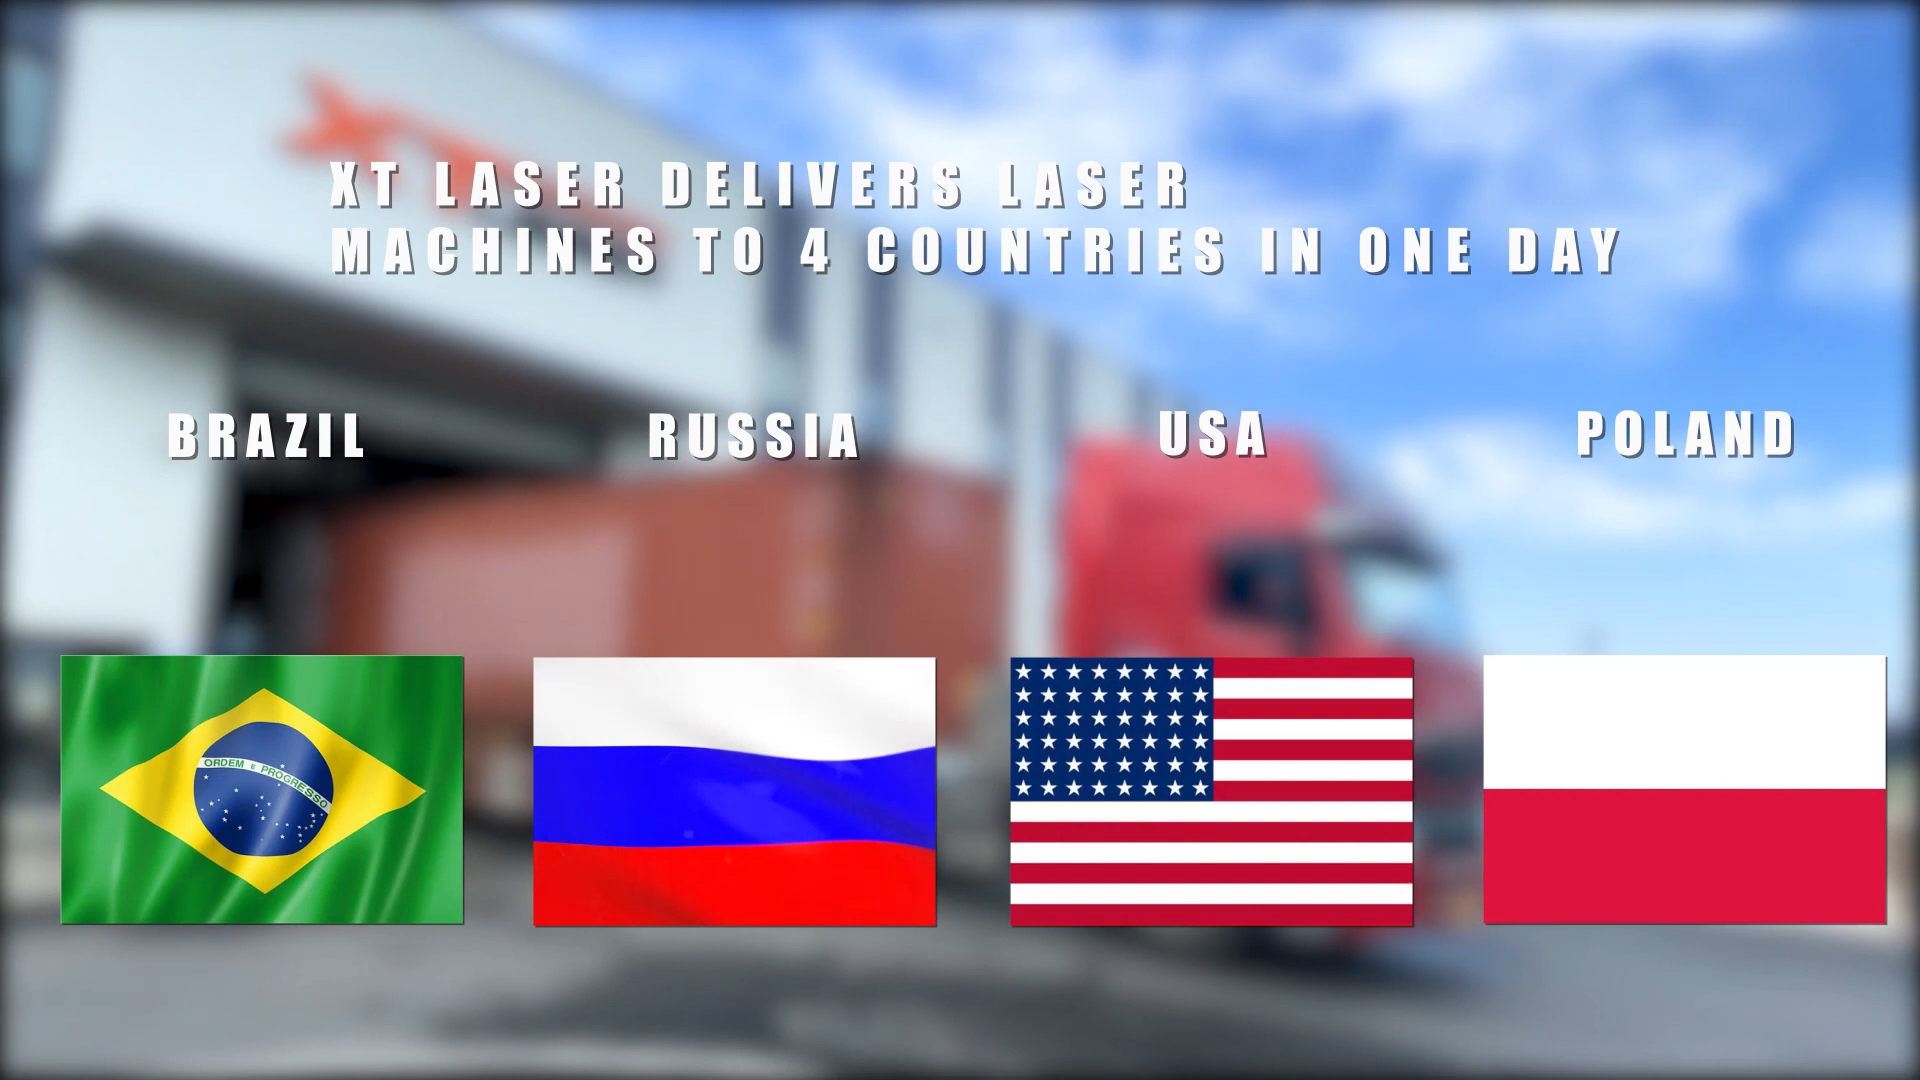 XT LASER DELIVERS LASER
MACHINES TO 4 COUNTRIES IN ONE DAY
BRAZIL
RUSSIA
USA
POLAND
ORDEM E PROGRESSO